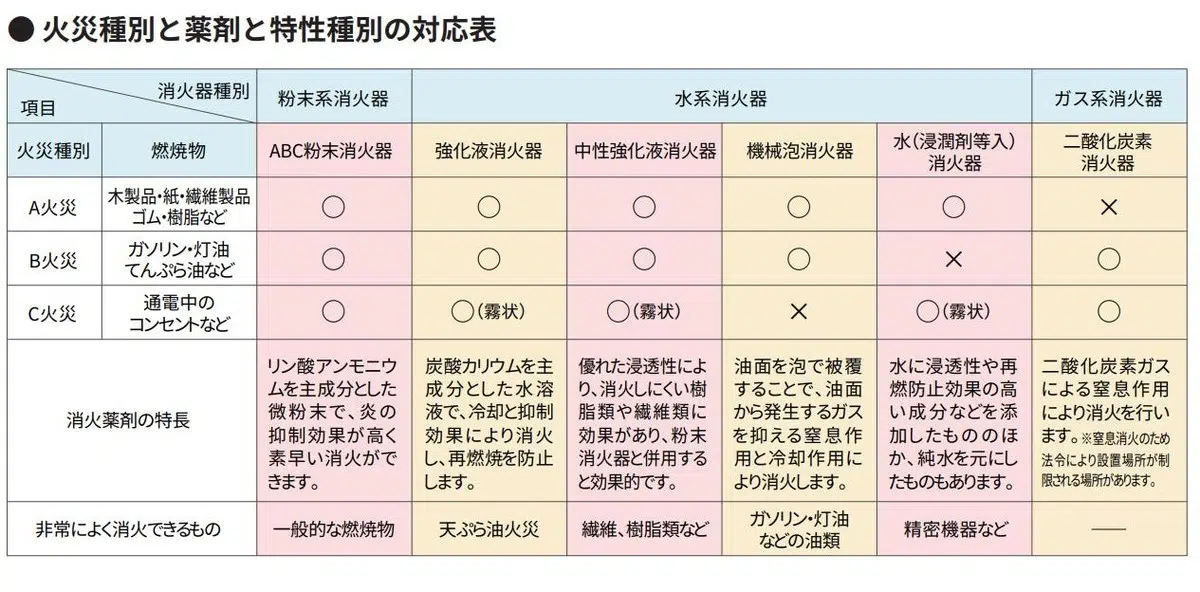 ● 火災種別と薬剤と特性種別の対応表
消火器種別
項目
粉末系消火器
水系消火器
ガス系消火器
火災種別
燃焼物
ABC粉末消火器
強化液消火器
中性強化液消火器
機械泡消火器
水(浸潤剤等入)
消火器
二酸化炭素
消火器
A火災
木製品・紙・繊維製品
ゴム・樹脂など
○
○
○
○
○
×
B火災
ガソリン・灯油
てんぷら油など
○
○
○
○
×
○
C火災
通電中の
コンセントなど
○
○(霧状)
○(霧状)
×
○(霧状)
○
消火薬剤の特長
リン酸アンモニウ
ムを主成分とした
微粉末で、炎の
抑制効果が高く
素早い消火がで
きます。
炭酸カリウムを主
成分とした水溶
液で、冷却と抑制
効果により消火
し、再燃焼を防止
します。
優れた浸透性によ
り、消火しにくい樹
脂類や繊維類に
効果があり、粉末
消火器と併用する
と効果的です。
油面を泡で被覆
することで、油面
から発生するガス
を抑える窒息作
用と冷却作用に
より消火します。
水に浸透性や再
燃防止効果の高
い成分などを添
加したもののほ
か、純水を元にし
たものもあります。
二酸化炭素ガス
による窒息作用
により消火を行い
ます。※窒息消火のため
法令により設置場所が制
限される場所があります。
非常によく消火できるもの
一般的な燃焼物
天ぷら油火災
繊維、樹脂類など
ガソリン・灯油
などの油類
精密機器など
──